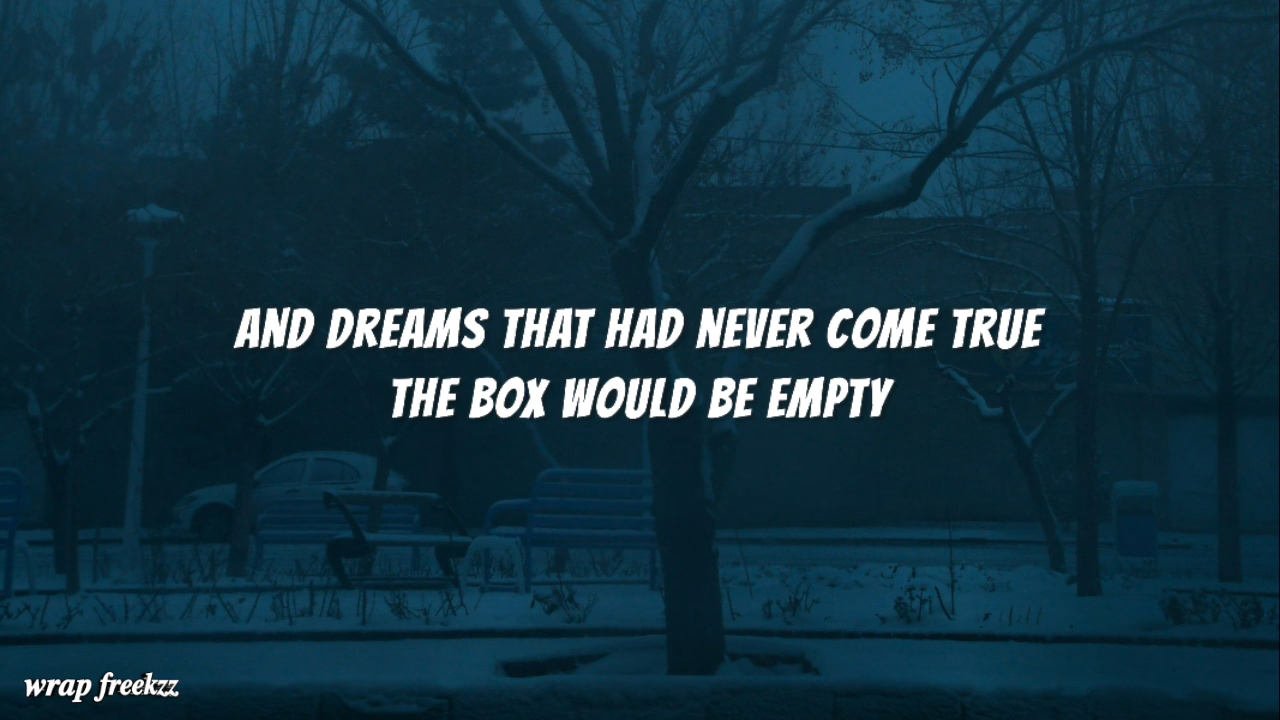 AND DREAMS THAT HAD NEVER COME TRUE
THE BOX WOULD BE EMPTY
wrap freekzz